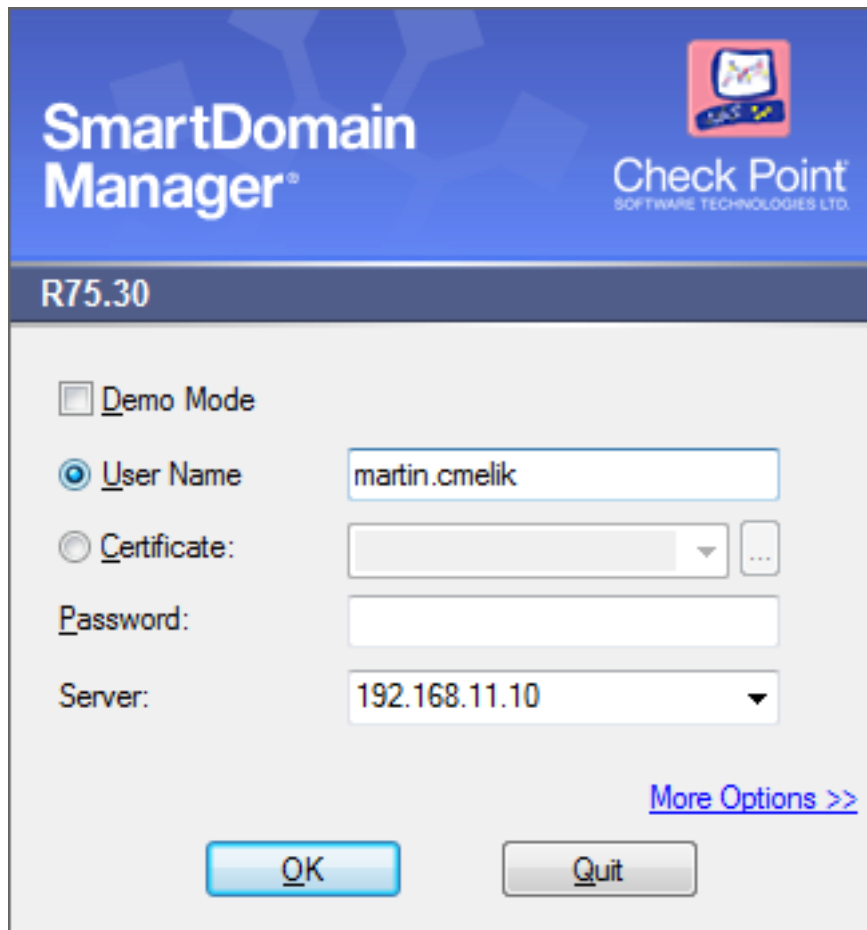 SmartDomain
Manager®
Check Point
SOFTWARE TECHNOLOGIES LTD.
R75.30
Demo Mode
User Name martin.cmelik
Certificate: ...
Password:
Server: 192.168.11.10
More Options >>
OK Quit